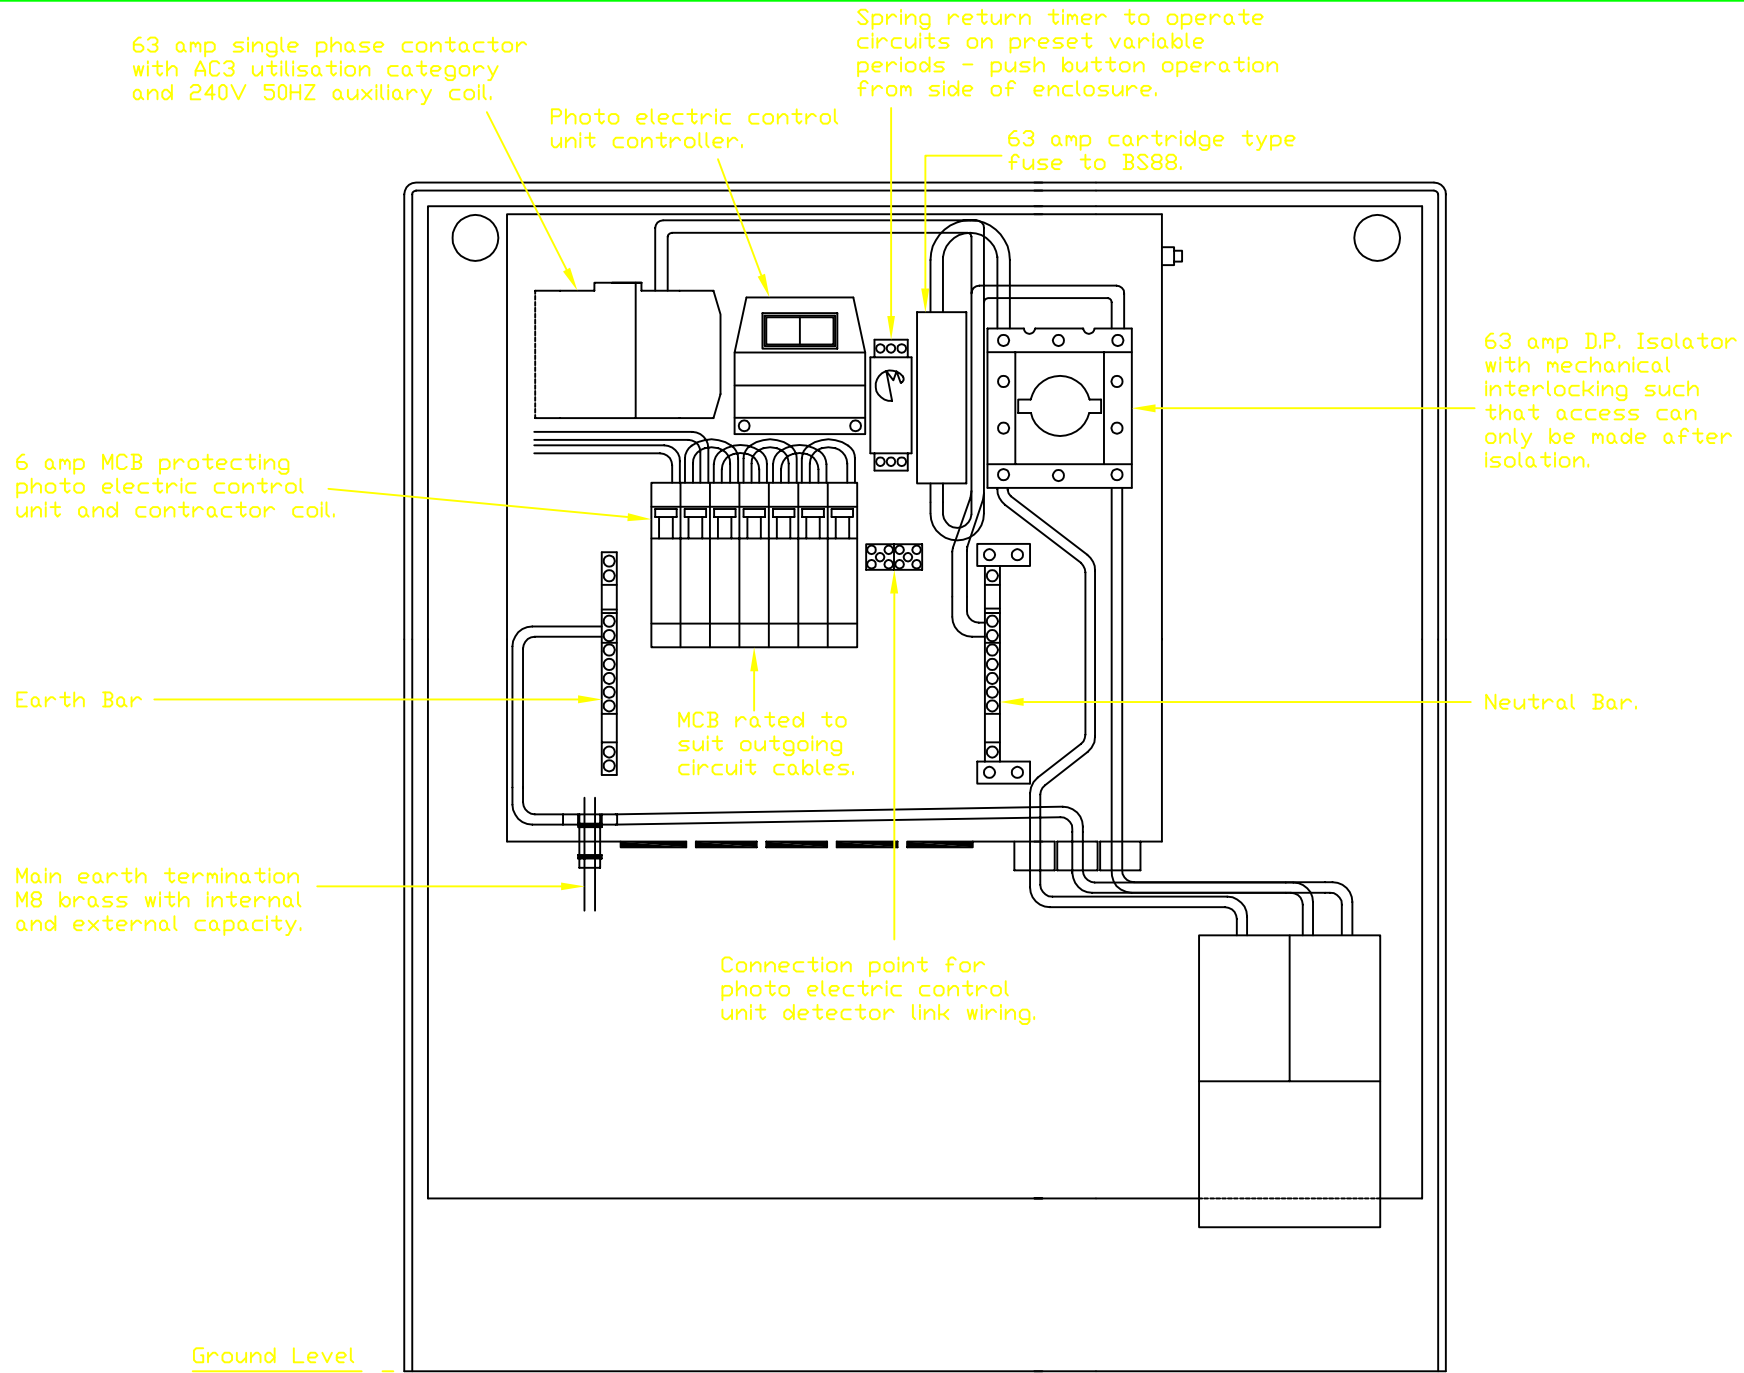 Spring return timer to operate
circuits on preset variable
periods - push button operation
from side of enclosure.
63 amp single phase contactor
with AC3 utilisation category
and 240V 50HZ auxiliary coil.
Photo electric control
unit controller.
63 amp cartridge type
fuse to BS88.
63 amp D.P. Isolator
with mechanical
interlocking such
that access can
only be made after
isolation.
6 amp MCB protecting
photo electric control
unit and contractor coil.
Earth Bar
MCB rated to
suit outgoing
circuit cables.
Neutral Bar.
Main earth termination
M8 brass with internal
and external capacity.
Connection point for
photo electric control
unit detector link wiring.
Ground Level